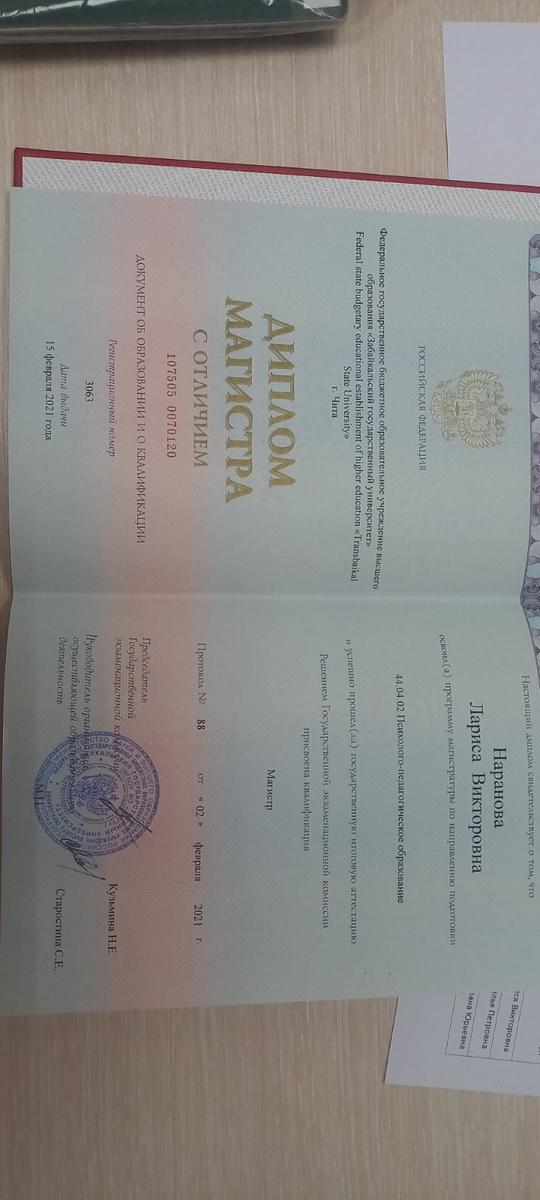 РОССИЙСКАЯ ФЕДЕРАЦИЯ
Федеральное государственное бюджетное образовательное учреждение высшего
образования «Забайкальский государственный университет»
Federal state budgetary educational establishment of higher education «Transbaikal
State University»
г. Чита
ДИПЛОМ
МАГИСТРА
С ОТЛИЧИЕМ
107505 0070120
ДОКУМЕНТ ОБ ОБРАЗОВАНИИ И О КВАЛИФИКАЦИИ
Регистрационный номер
3063
Дата выдачи
15 февраля 2021 года
Настоящий диплом свидетельствует о том, что
Наранова
Лариса Викторовна
освоил(а) программу магистратуры по направлению подготовки
44.04.02 Психолого-педагогическое образование
и успешно прошел(ла) государственную итоговую аттестацию
Решением Государственной экзаменационной комиссии
присвоена квалификация
Магистр
Протокол № 88 от « 02 » февраля 2021 г.
Председатель
Государственной
экзаменационной
Кузьмина Н.Е.
Руководитель
осуществляющей
деятельность
Старостина С.Е.
М.П.
Викторовна
Петровна
Юрьевна